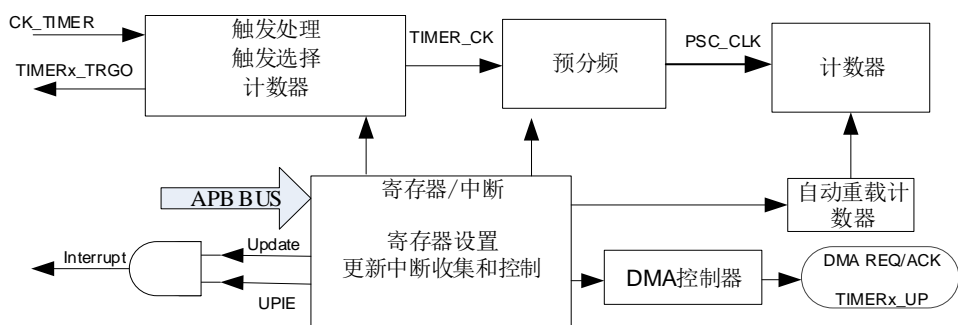 CK_TIMER
TIMERx_TRGO
触发处理
触发选择
计数器
TIMER_CK
预分频
PSC_CLK
计数器
APB BUS
寄存器/中断
寄存器设置
更新中断收集和控制
自动重载计
数器
Interrupt
Update
UPIE
DMA控制器
DMA REQ/ACK
TIMERx_UP